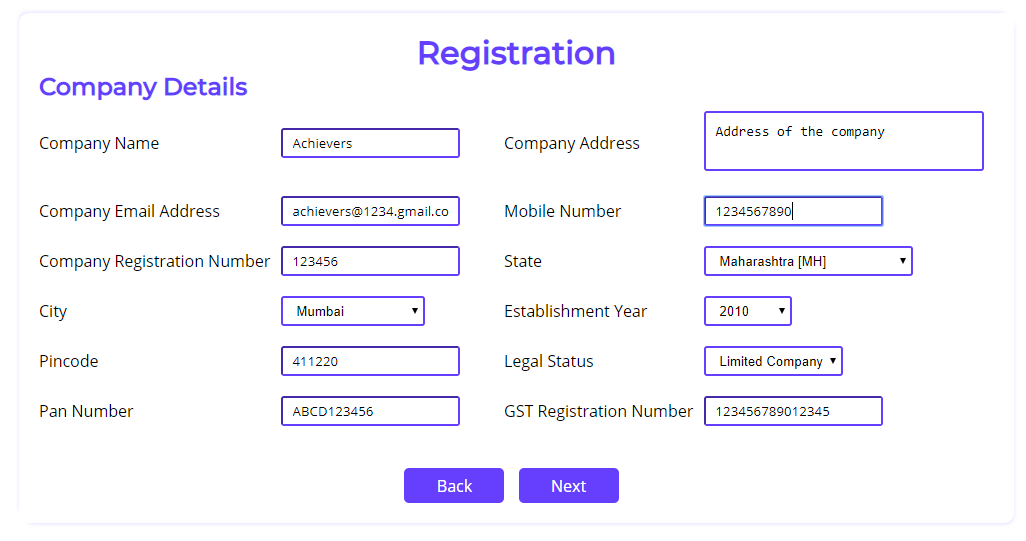 Registration
Company Details
Company Name Achievers Company Address Address of the company
Company Email Address achievers@1234.gmail.co Mobile Number 1234567890
Company Registration Number 123456 State Maharashtra [MH]
City Mumbai Establishment Year 2010
Pincode 411220 Legal Status Limited Company
Pan Number ABCD123456 GST Registration Number 123456789012345
Back Next